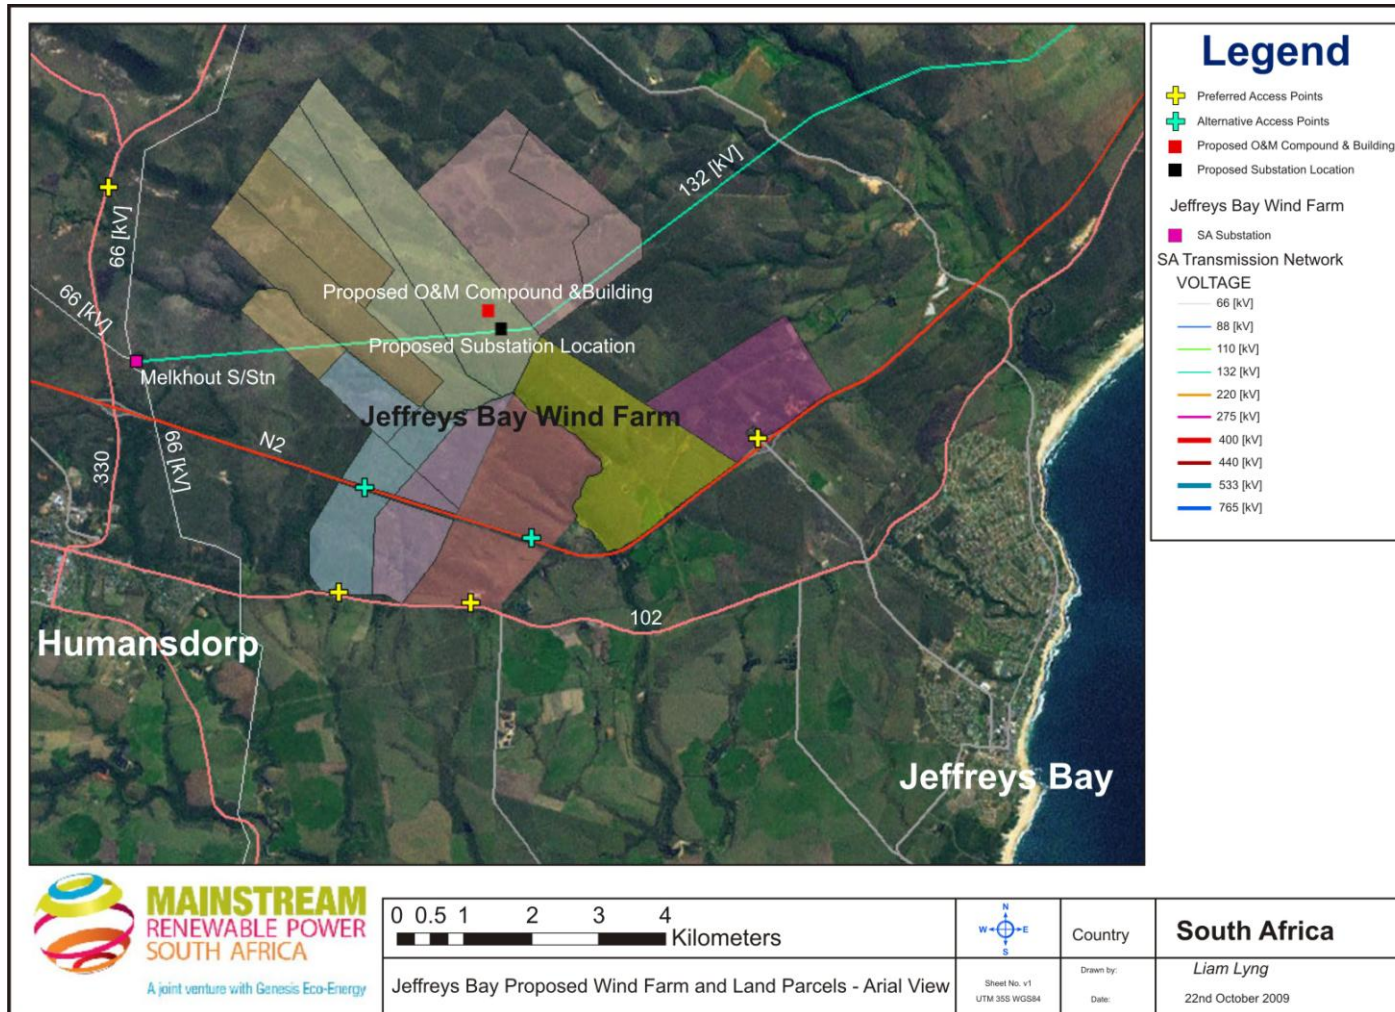 Legend
Preferred Access Points
Alternative Access Points
Proposed O&M Compound & Building
Proposed Substation Location
Jeffreys Bay Wind Farm
SA Substation
SA Transmission Network
VOLTAGE
66 [kV]
88 [kV]
110 [kV]
132 [kV]
220 [kV]
275 [kV]
400 [kV]
440 [kV]
533 [kV]
765 [kV]
132 [kV]
66 [kV]
66 [kV]
Proposed O&M Compound &Building
Proposed Substation Location
Melkhout S/Stn
Jeffreys Bay Wind Farm
N2
66 [kV]
330
102
Humansdorp
Jeffreys Bay
MAINSTREAM
RENEWABLE POWER
SOUTH AFRICA
A joint venture with Genesis Eco-Energy
0 0.5 1 2 3 4
Kilometers
Jeffreys Bay Proposed Wind Farm and Land Parcels - Arial View
N
W E
S
Sheet No. v1
UTM 35S WGS84
Country
South Africa
Drawn by:
Liam Lyng
Date:
22nd October 2009